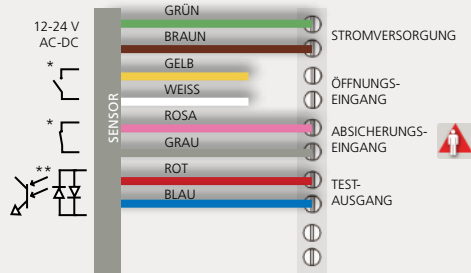 12-24 V
AC-DC
*
*
**
SENSOR
GRÜN
BRAUN
GELB
WEISS
ROSA
GRAU
ROT
BLAU
STROMVERSORGUNG
ÖFFNUNGS-
EINGANG
ABSICHERUNGS-
EINGANG
TEST-
AUSGANG